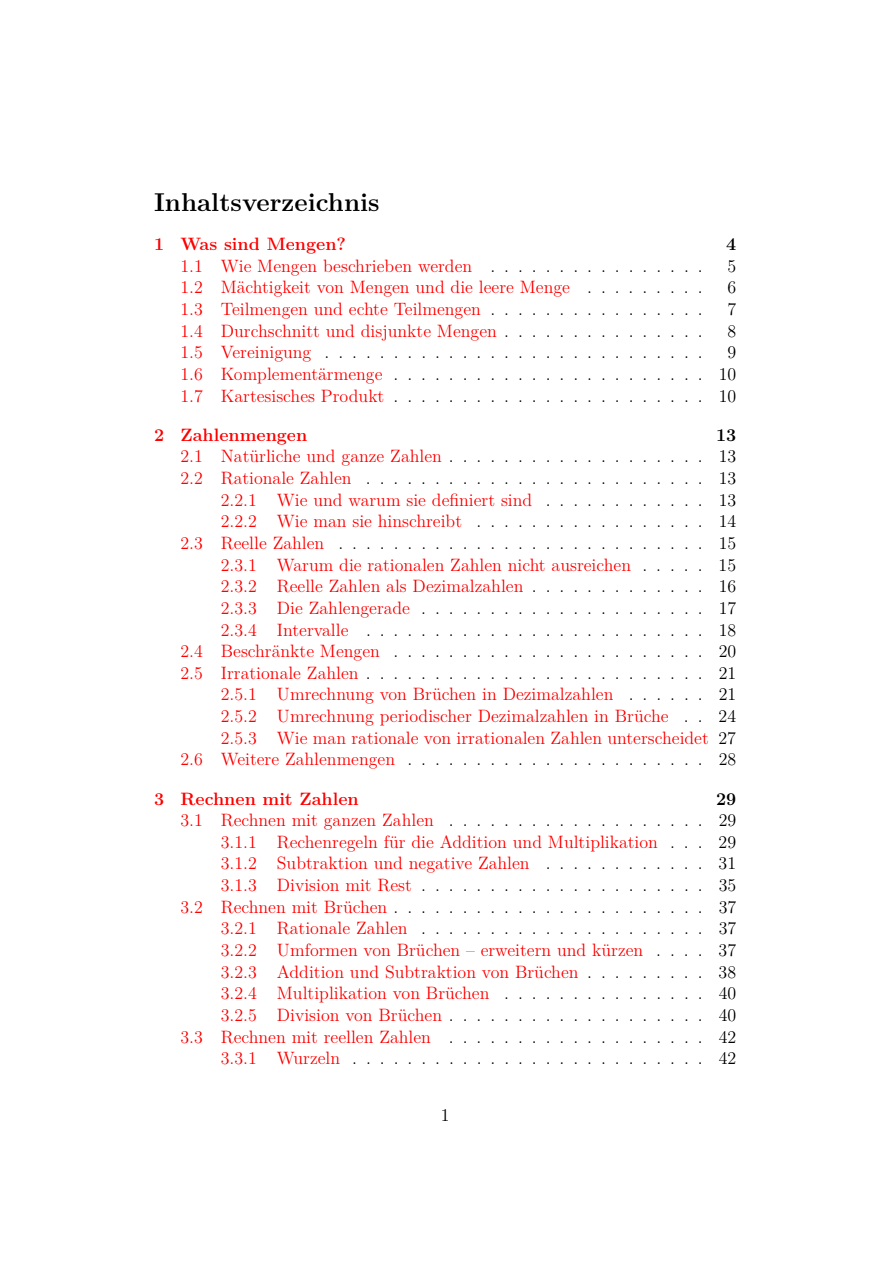 Inhaltsverzeichnis
1 Was sind Mengen? 4
1.1 Wie Mengen beschrieben werden . . . . . . . . . . . . . . . . 5
1.2 Mächtigkeit von Mengen und die leere Menge . . . . . . . . . 6
1.3 Teilmengen und echte Teilmengen . . . . . . . . . . . . . . . . 7
1.4 Durchschnitt und disjunkte Mengen . . . . . . . . . . . . . . . 8
1.5 Vereinigung . . . . . . . . . . . . . . . . . . . . . . . . . . . . 9
1.6 Komplementärmenge . . . . . . . . . . . . . . . . . . . . . . . 10
1.7 Kartesisches Produkt . . . . . . . . . . . . . . . . . . . . . . . 10
2 Zahlenmengen 13
2.1 Natürliche und ganze Zahlen . . . . . . . . . . . . . . . . . . . 13
2.2 Rationale Zahlen . . . . . . . . . . . . . . . . . . . . . . . . . 13
2.2.1 Wie und warum sie definiert sind . . . . . . . . . . . . 13
2.2.2 Wie man sie hinschreibt . . . . . . . . . . . . . . . . . 14
2.3 Reelle Zahlen . . . . . . . . . . . . . . . . . . . . . . . . . . . 15
2.3.1 Warum die rationalen Zahlen nicht ausreichen . . . . . 15
2.3.2 Reelle Zahlen als Dezimalzahlen . . . . . . . . . . . . . 16
2.3.3 Die Zahlengerade . . . . . . . . . . . . . . . . . . . . . 17
2.3.4 Intervalle . . . . . . . . . . . . . . . . . . . . . . . . . 18
2.4 Beschränkte Mengen . . . . . . . . . . . . . . . . . . . . . . . 20
2.5 Irrationale Zahlen . . . . . . . . . . . . . . . . . . . . . . . . . 21
2.5.1 Umrechnung von Brüchen in Dezimalzahlen . . . . . . 21
2.5.2 Umrechnung periodischer Dezimalzahlen in Brüche . . 24
2.5.3 Wie man rationale von irrationalen Zahlen unterscheidet 27
2.6 Weitere Zahlenmengen . . . . . . . . . . . . . . . . . . . . . . 28
3 Rechnen mit Zahlen 29
3.1 Rechnen mit ganzen Zahlen . . . . . . . . . . . . . . . . . . . 29
3.1.1 Rechenregeln für die Addition und Multiplikation . . . 29
3.1.2 Subtraktion und negative Zahlen . . . . . . . . . . . . 31
3.1.3 Division mit Rest . . . . . . . . . . . . . . . . . . . . . 35
3.2 Rechnen mit Brüchen . . . . . . . . . . . . . . . . . . . . . . . 37
3.2.1 Rationale Zahlen . . . . . . . . . . . . . . . . . . . . . 37
3.2.2 Umformen von Brüchen – erweitern und kürzen . . . . 37
3.2.3 Addition und Subtraktion von Brüchen . . . . . . . . . 38
3.2.4 Multiplikation von Brüchen . . . . . . . . . . . . . . . 40
3.2.5 Division von Brüchen . . . . . . . . . . . . . . . . . . . 40
3.3 Rechnen mit reellen Zahlen . . . . . . . . . . . . . . . . . . . 42
3.3.1 Wurzeln . . . . . . . . . . . . . . . . . . . . . . . . . . 42
1